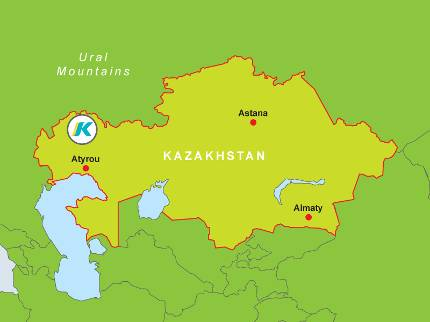 Ural
Mountains
Astana
K
KAZAKHSTAN
Atyrou
Almaty